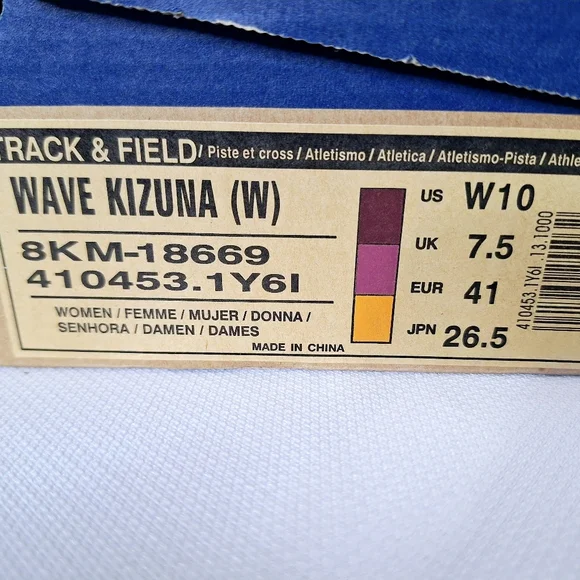 TRACK & FIELD / Piste et cross / Atletismo / Atletica / Atletismo-Pista /
WAVE KIZUNA (W)
8KM-18669
410453.1Y6I
WOMEN / FEMME / MUJER / DONNA /
SENHORA / DAMEN / DAMES
MADE IN CHINA
US W10
UK 7.5
EUR 41
JPN 26.5
410453.1Y6I.13.1000